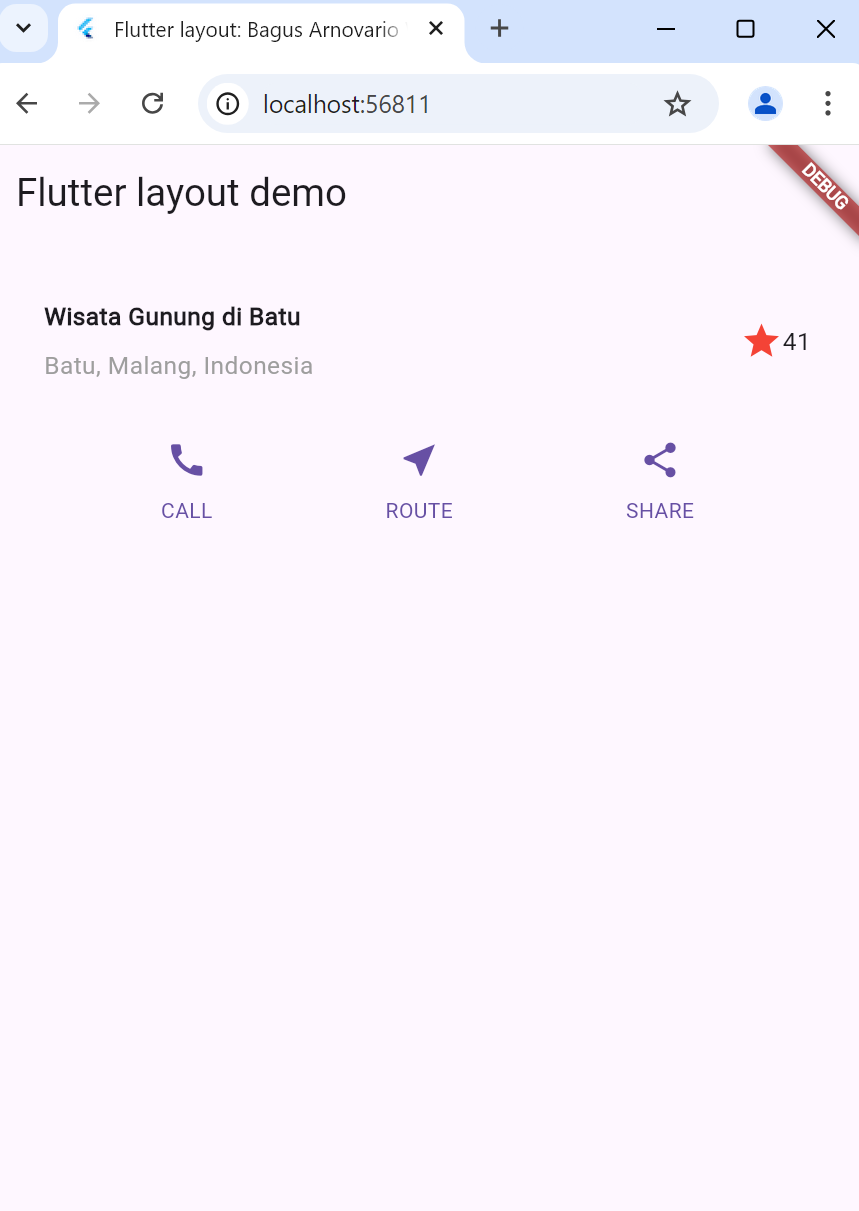 Flutter layout: Bagus Arnovario
localhost:56811
DEBUG
Flutter layout demo
Wisata Gunung di Batu
Batu, Malang, Indonesia
41
CALL ROUTE SHARE